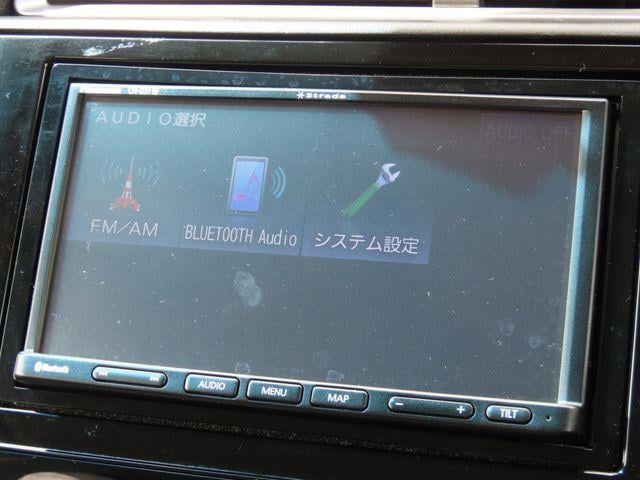 Strada
AUDIO選択
AUDIO OFF
FM/AM
BLUETOOTH Audio
システム設定
Bluetooth
AUDIO
MENU
MAP
− +
TILT